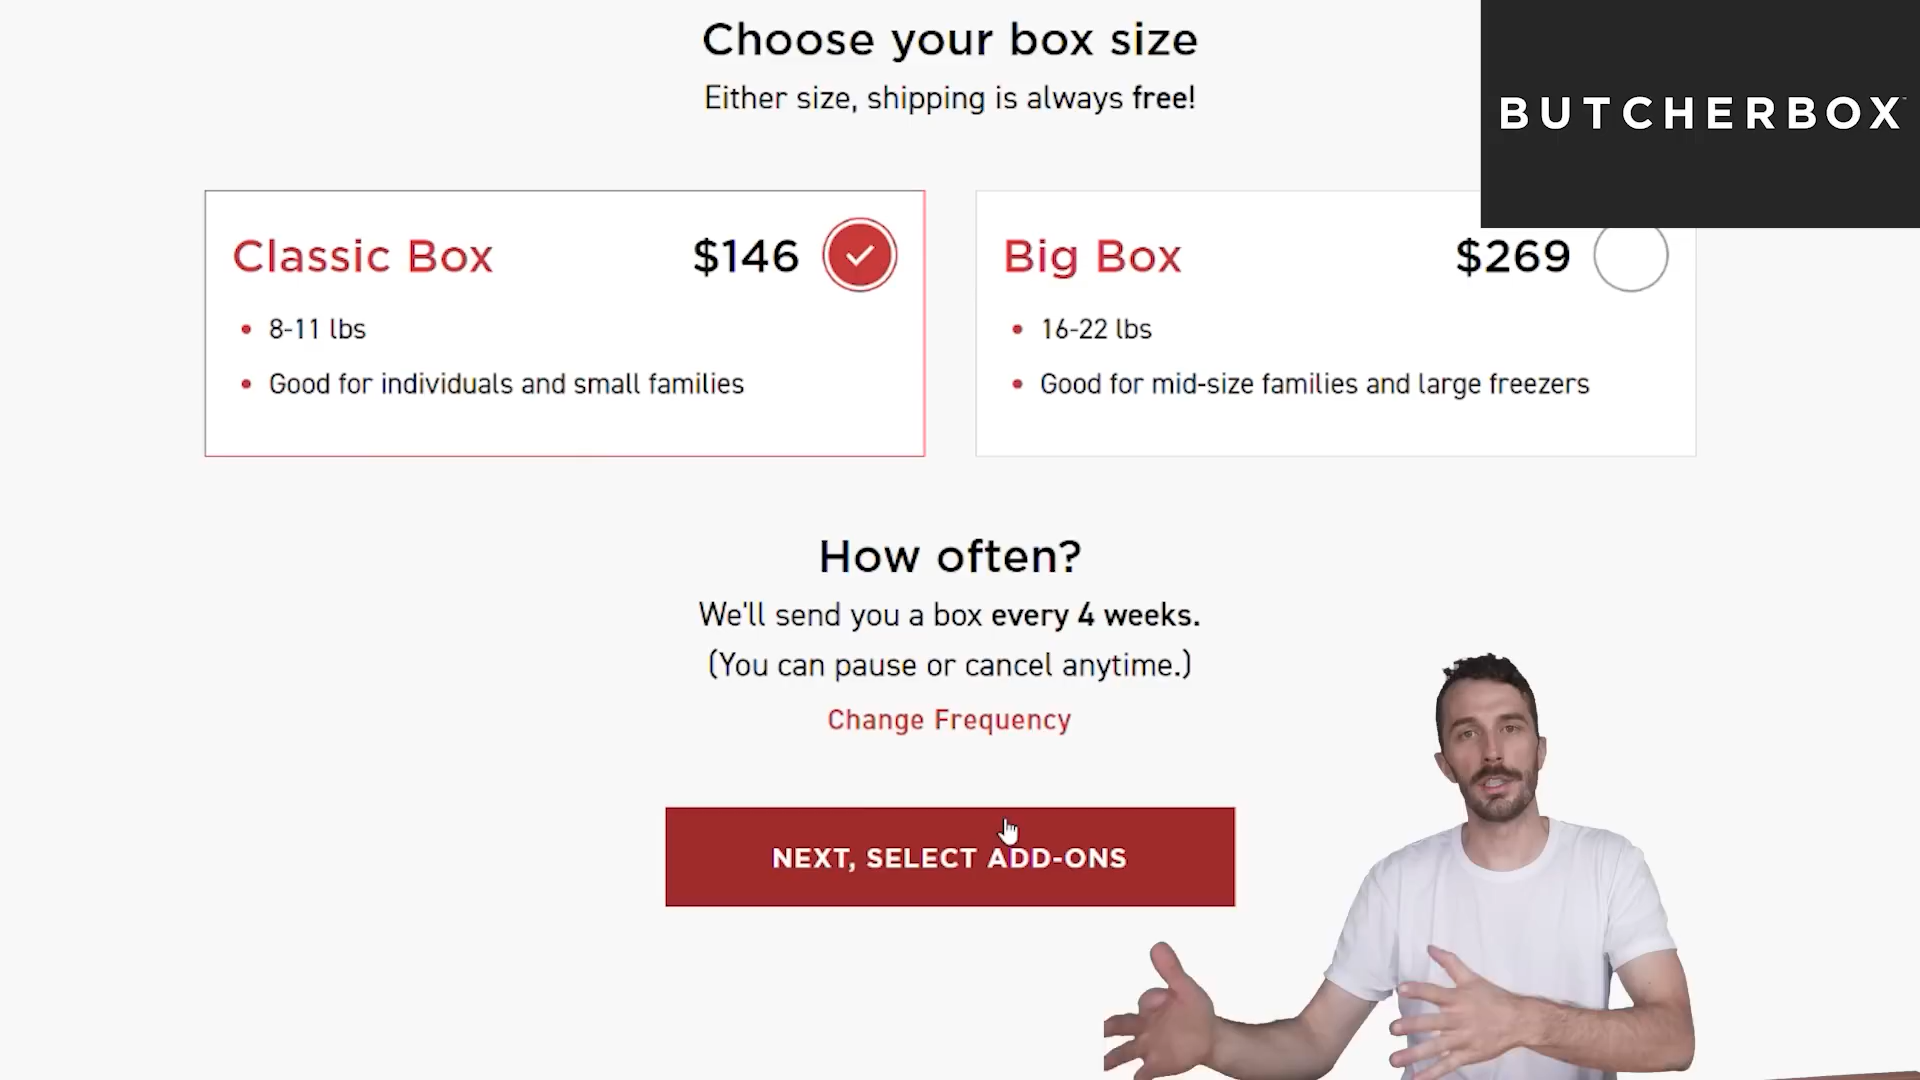 Choose your box size
Either size, shipping is always free!
BUTCHERBOX
Classic Box $146
8-11 lbs
Good for individuals and small families
Big Box $269
16-22 lbs
Good for mid-size families and large freezers
How often?
We'll send you a box every 4 weeks.
(You can pause or cancel anytime.)
Change Frequency
NEXT, SELECT ADD-ONS